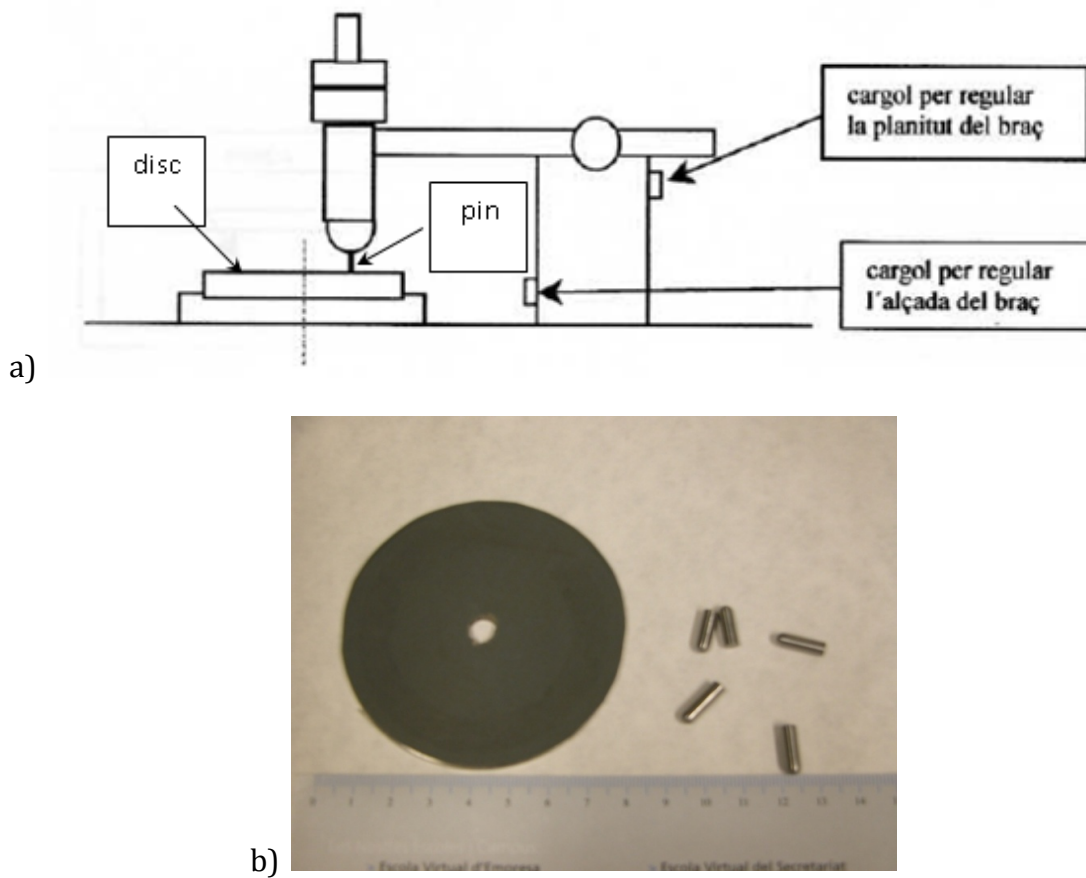 disc
pin
cargol per regular
la planitut del braç
cargol per regular
l'alçada del braç
a)
0 1 2 3 4 5 6 7 8 9 10 11 12 13 14
Escola Virtual d'Empresa
Escola Virtual del Secretariat
b)